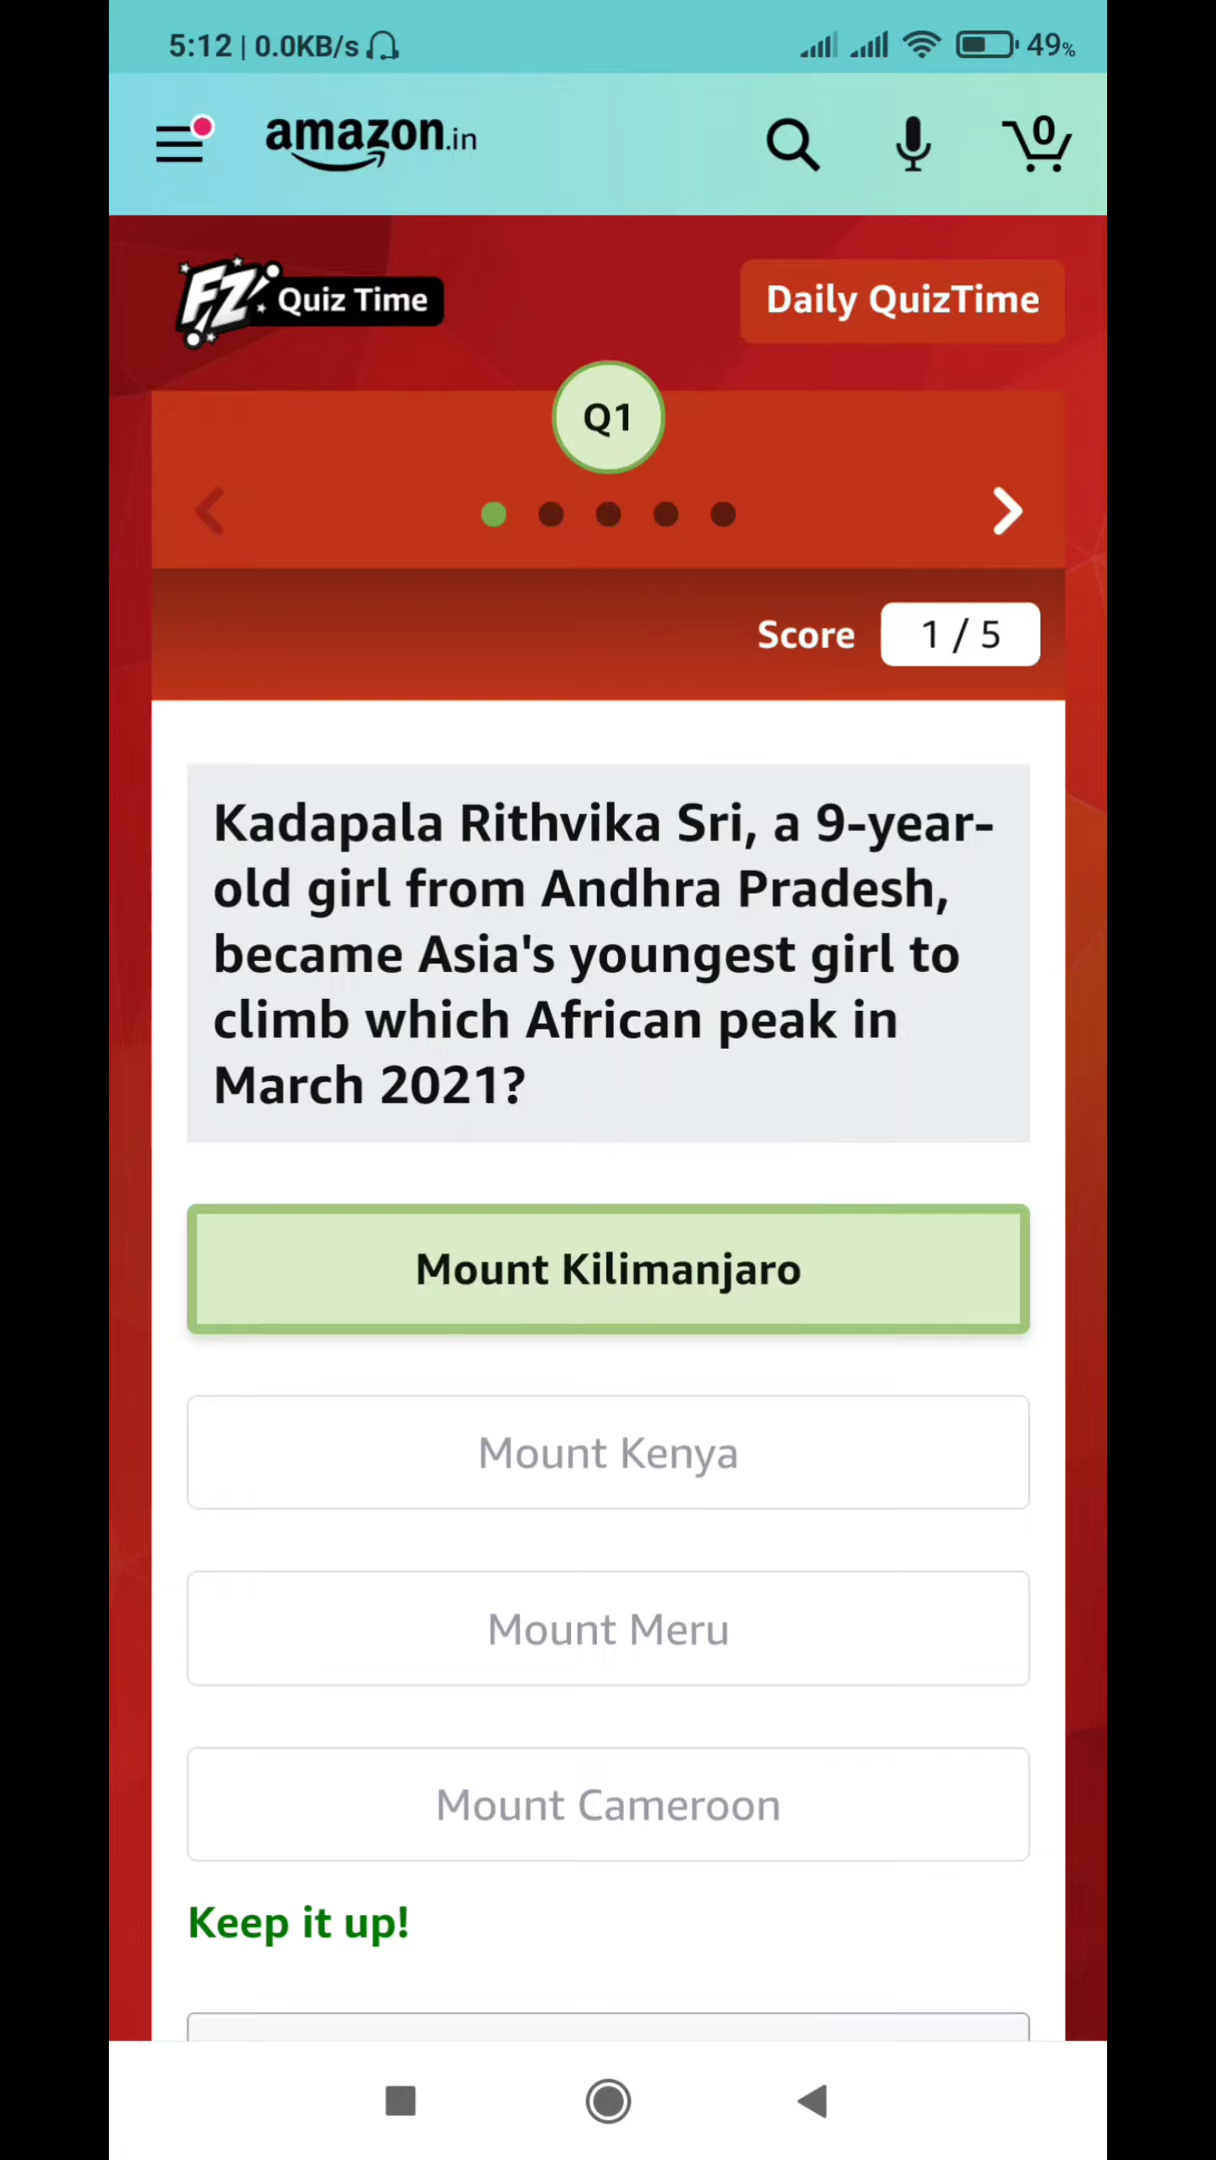 5:12 | 0.0KB/s 49%
amazon.in 0
FZ Quiz Time Daily QuizTime
Q1
Score 1 / 5
Kadapala Rithvika Sri, a 9-year-
old girl from Andhra Pradesh,
became Asia's youngest girl to
climb which African peak in
March 2021?
Mount Kilimanjaro
Mount Kenya
Mount Meru
Mount Cameroon
Keep it up!